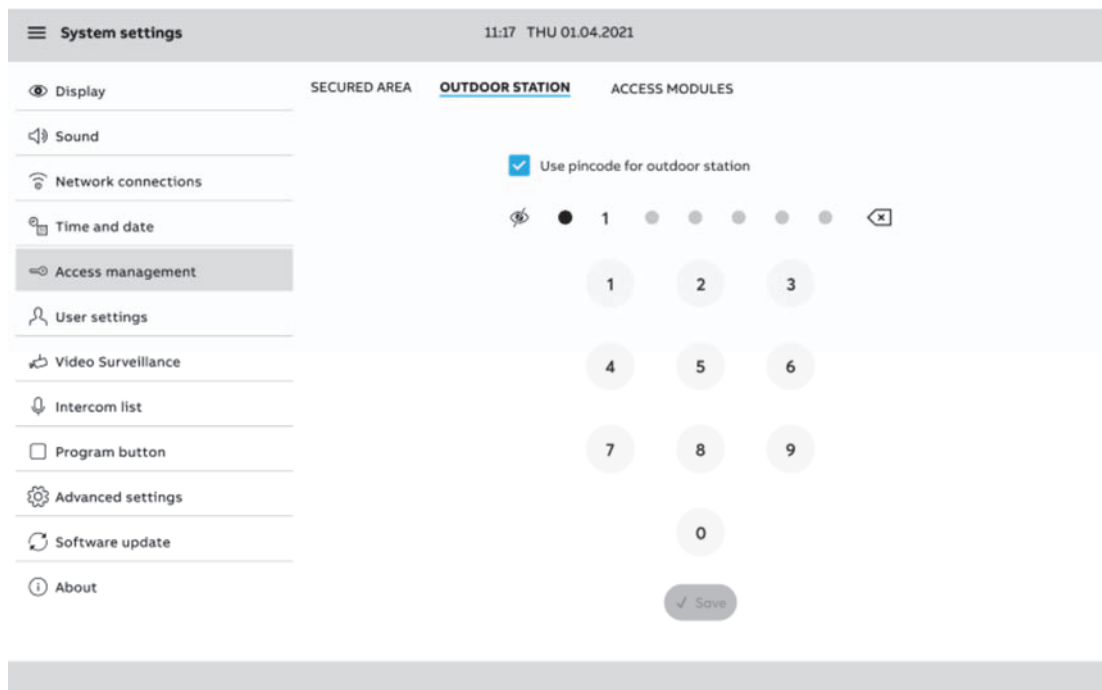 System settings
11:17 THU 01.04.2021
Display
Sound
Network connections
Time and date
Access management
User settings
Video Surveillance
Intercom list
Program button
Advanced settings
Software update
About
SECURED AREA OUTDOOR STATION ACCESS MODULES
Use pincode for outdoor station
1
1 2 3
4 5 6
7 8 9
0
Save